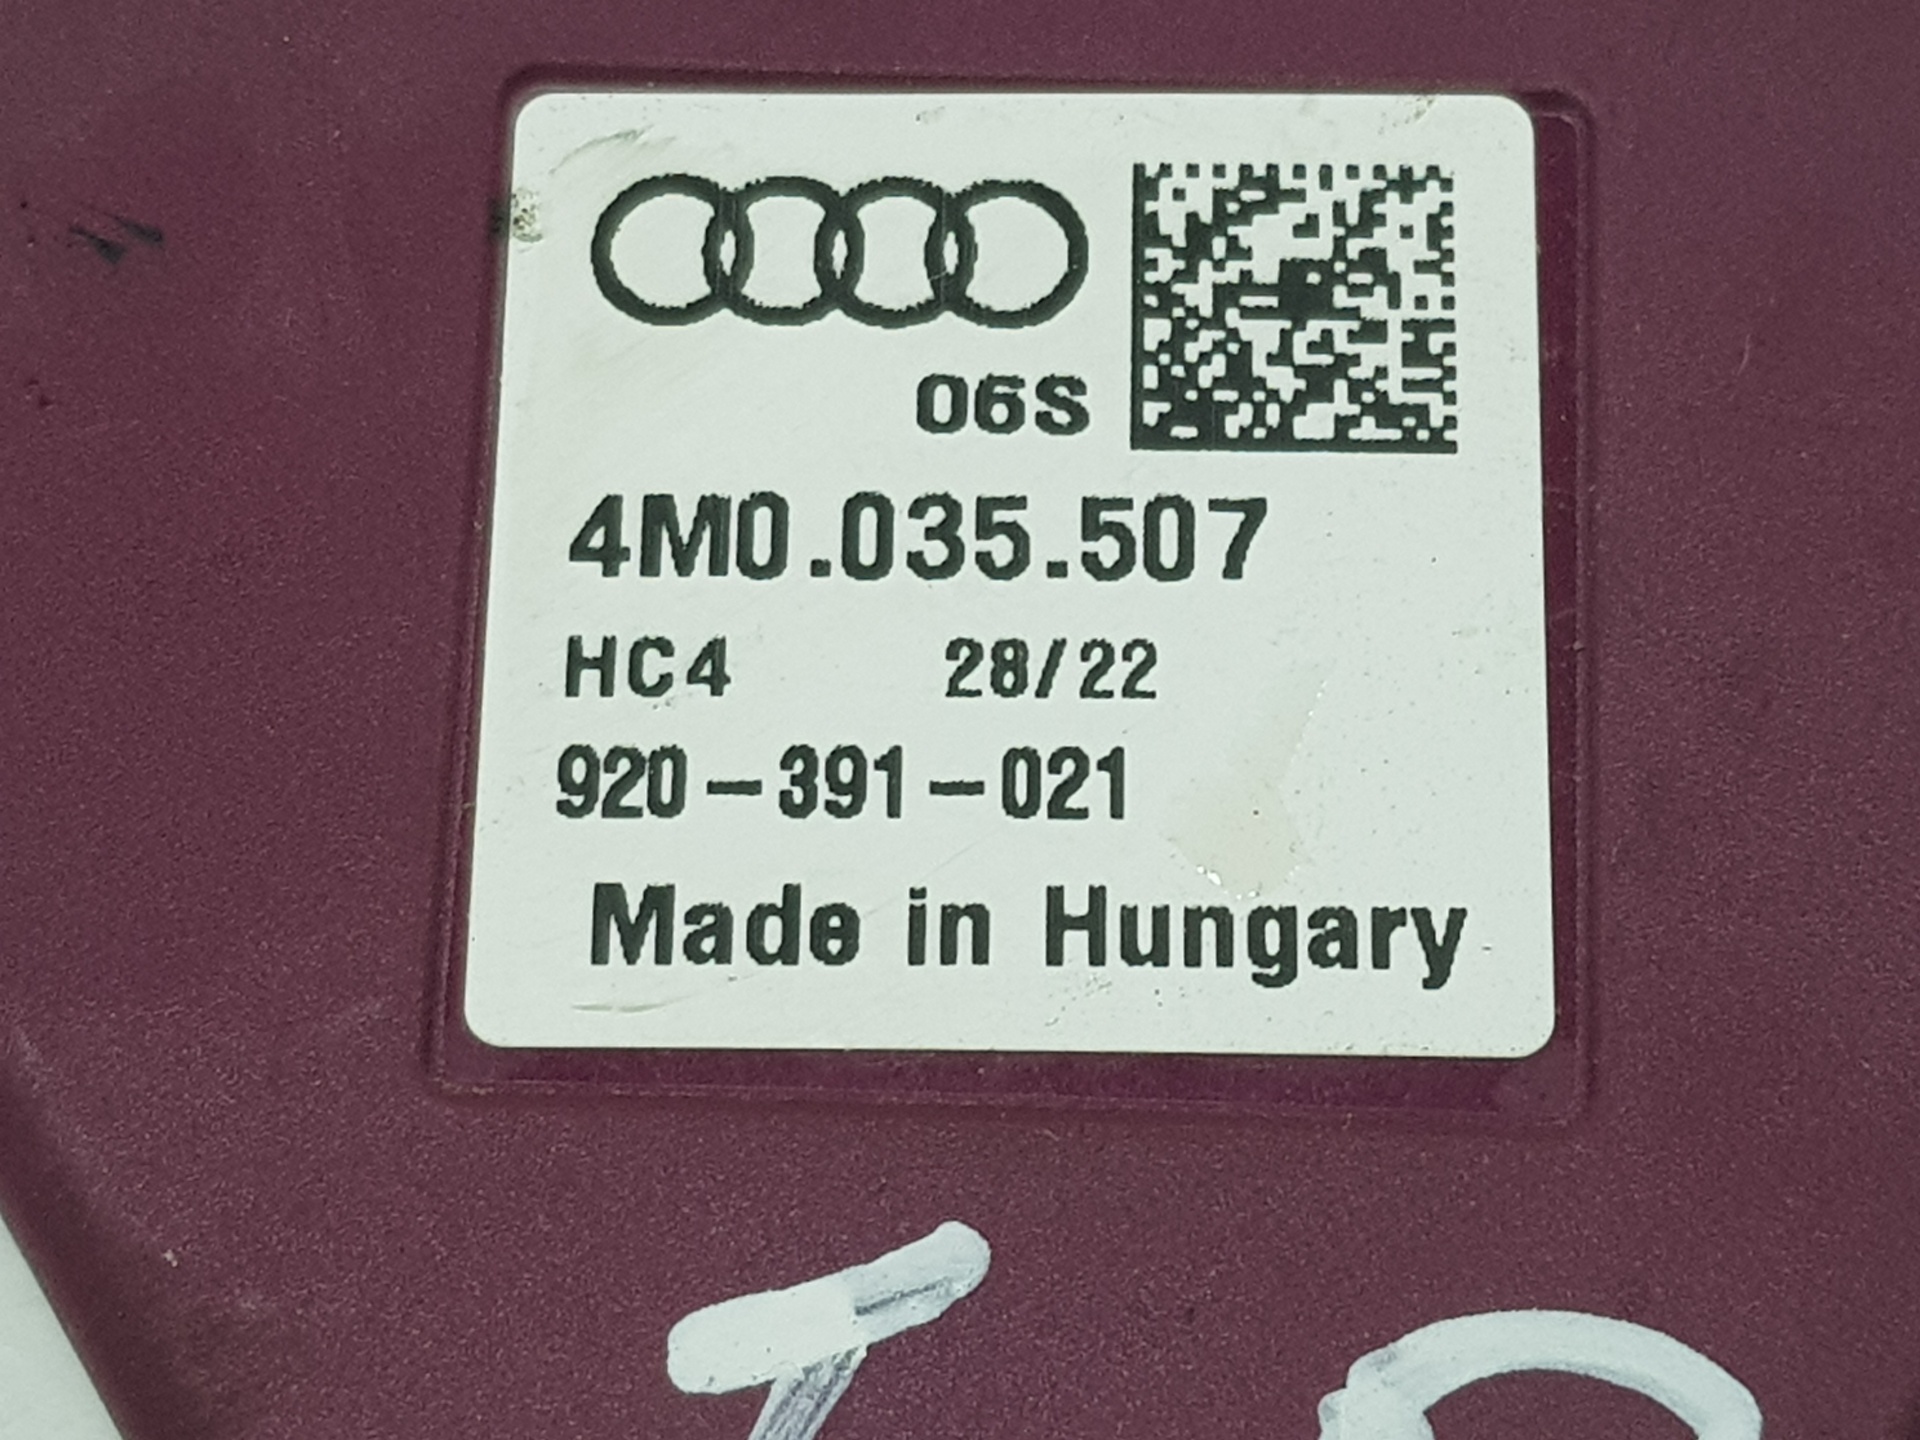 06S
4M0.035.507
HC4 28/22
920-391-021
Made in Hungary